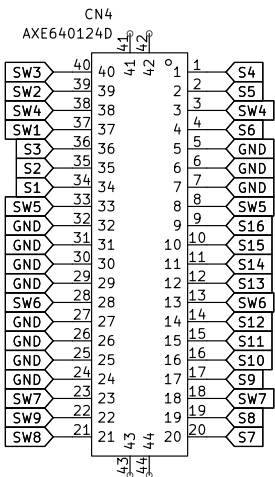 CN4
AXE640124D
41 42
41 42
SW3 40 40 1 1 S4
SW2 39 39 2 2 S5
SW4 38 38 3 3 SW4
SW1 37 37 4 4 S6
S3 36 36 5 5 GND
S2 35 35 6 6 GND
S1 34 34 7 7 GND
SW5 33 33 8 8 SW5
GND 32 32 9 9 S16
GND 31 31 10 10 S15
GND 30 30 11 11 S14
GND 29 29 12 12 S13
SW6 28 28 13 13 SW6
GND 27 27 14 14 S12
GND 26 26 15 15 S11
GND 25 25 16 16 S10
GND 24 24 17 17 S9
SW7 23 23 18 18 SW7
SW9 22 22 19 19 S8
SW8 21 21 20 20 S7
43 44
43 44